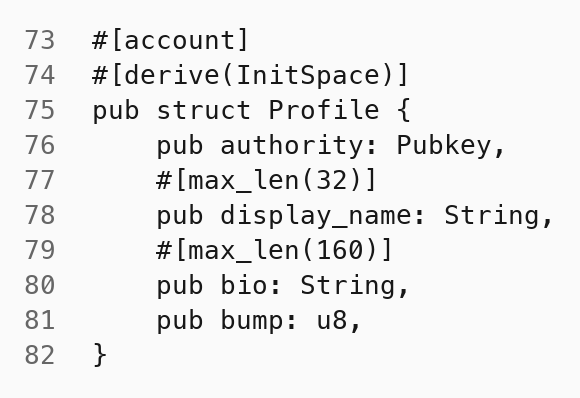 73 #[account]
74 #[derive(InitSpace)]
75 pub struct Profile {
76     pub authority: Pubkey,
77     #[max_len(32)]
78     pub display_name: String,
79     #[max_len(160)]
80     pub bio: String,
81     pub bump: u8,
82 }